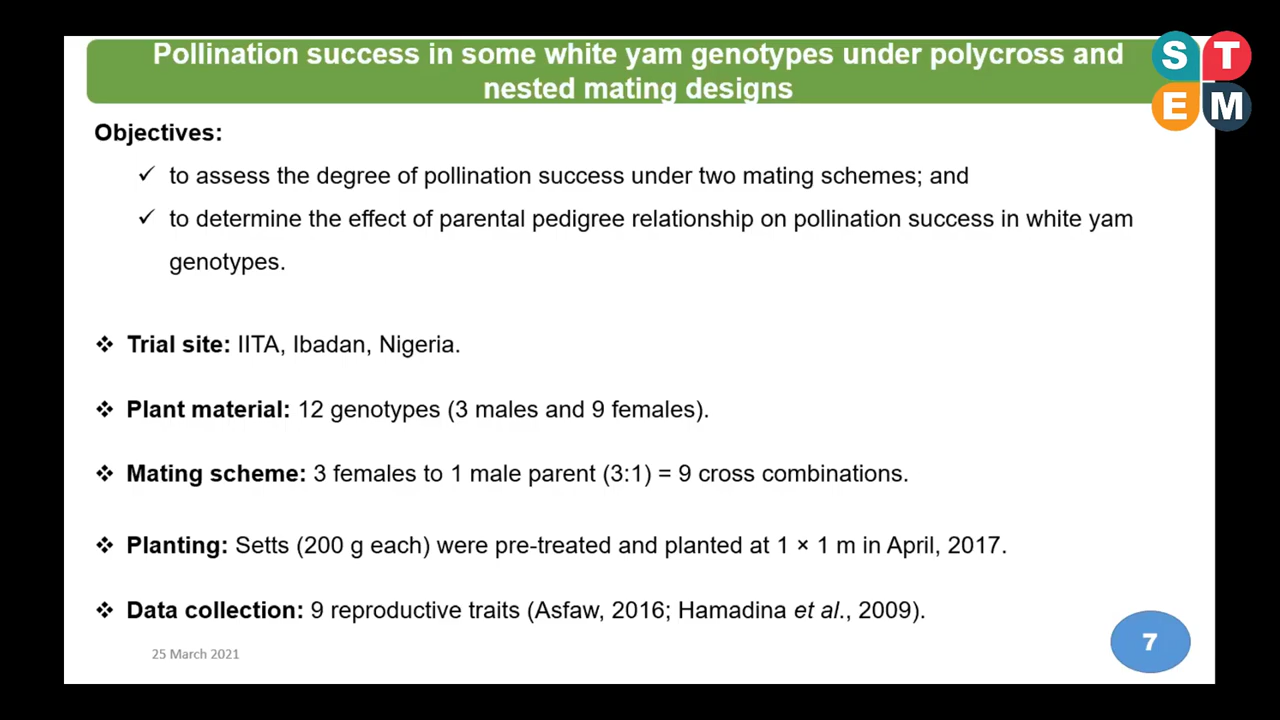 Pollination success in some white yam genotypes under polycross and
nested mating designs
S T
E M
Objectives:
✓ to assess the degree of pollination success under two mating schemes; and
✓ to determine the effect of parental pedigree relationship on pollination success in white yam
genotypes.
❖ Trial site: IITA, Ibadan, Nigeria.
❖ Plant material: 12 genotypes (3 males and 9 females).
❖ Mating scheme: 3 females to 1 male parent (3:1) = 9 cross combinations.
❖ Planting: Setts (200 g each) were pre-treated and planted at 1 × 1 m in April, 2017.
❖ Data collection: 9 reproductive traits (Asfaw, 2016; Hamadina et al., 2009).
25 March 2021
7